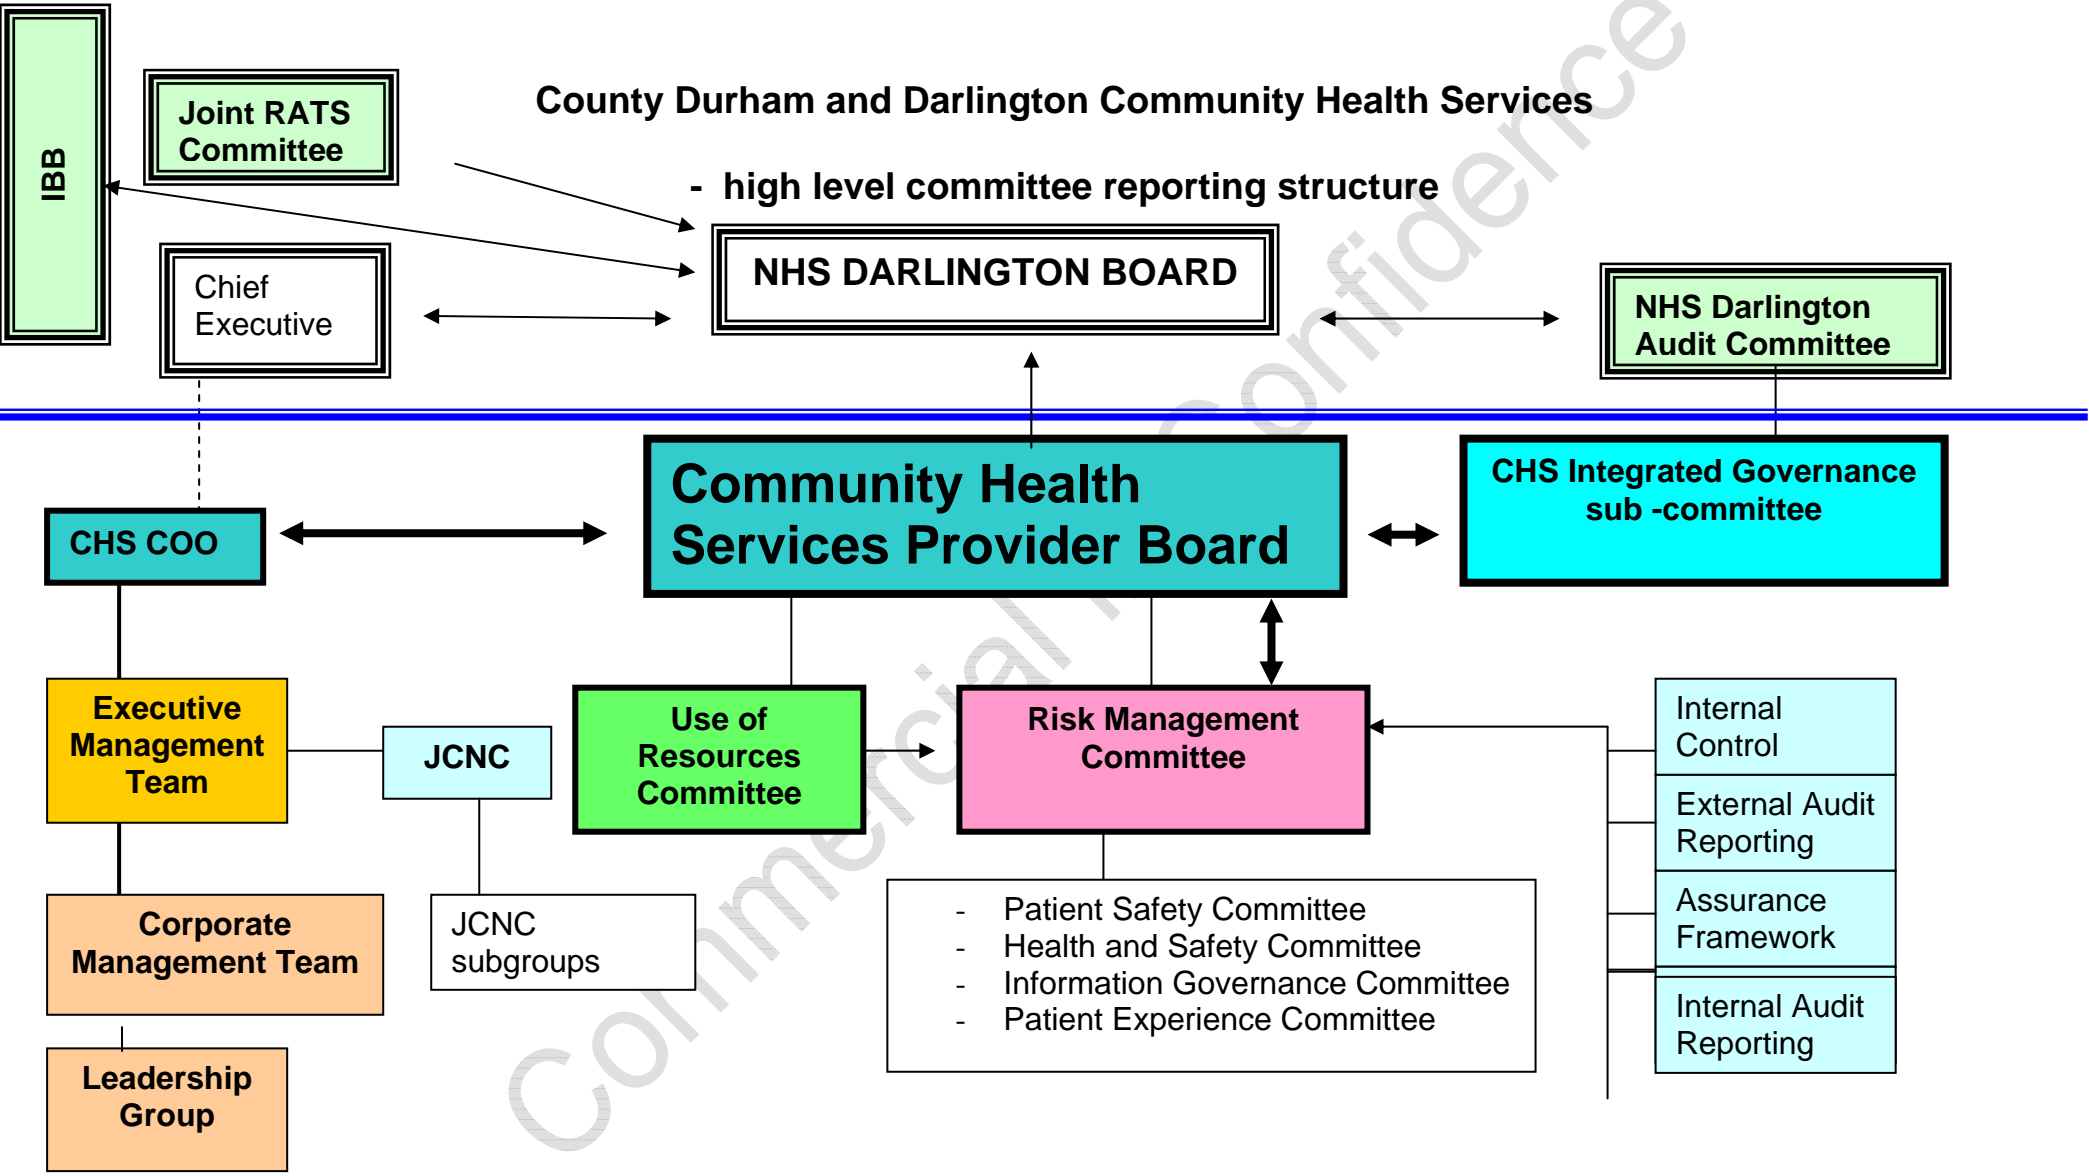 County Durham and Darlington Community Health Services
- high level committee reporting structure
IBB
Joint RATS
Committee
Chief
Executive
NHS DARLINGTON BOARD
NHS Darlington
Audit Committee
Community Health
Services Provider Board
CHS Integrated Governance
sub -committee
CHS COO
Executive
Management
Team
JCNC
Use of
Resources
Committee
Risk Management
Committee
Internal
Control
External Audit
Reporting
Assurance
Framework
Internal Audit
Reporting
Corporate
Management Team
JCNC
subgroups
- Patient Safety Committee
- Health and Safety Committee
- Information Governance Committee
- Patient Experience Committee
Leadership
Group
Commercial in Confidence